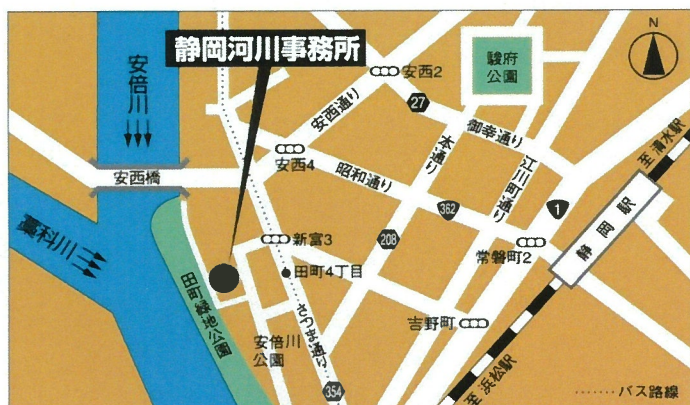 静岡河川事務所
N
安倍川
駿府
公園
安西2
27
安西通り
御幸通り
本通り
江川町通り
至清水駅
安西4
昭和通り
安西橋
362
1
静岡駅
藁科川
新富3
208
常磐町2
田町4丁目
田町緑地公園
安倍川
公園
さつま通り
吉野町
354
至浜松駅
バス路線